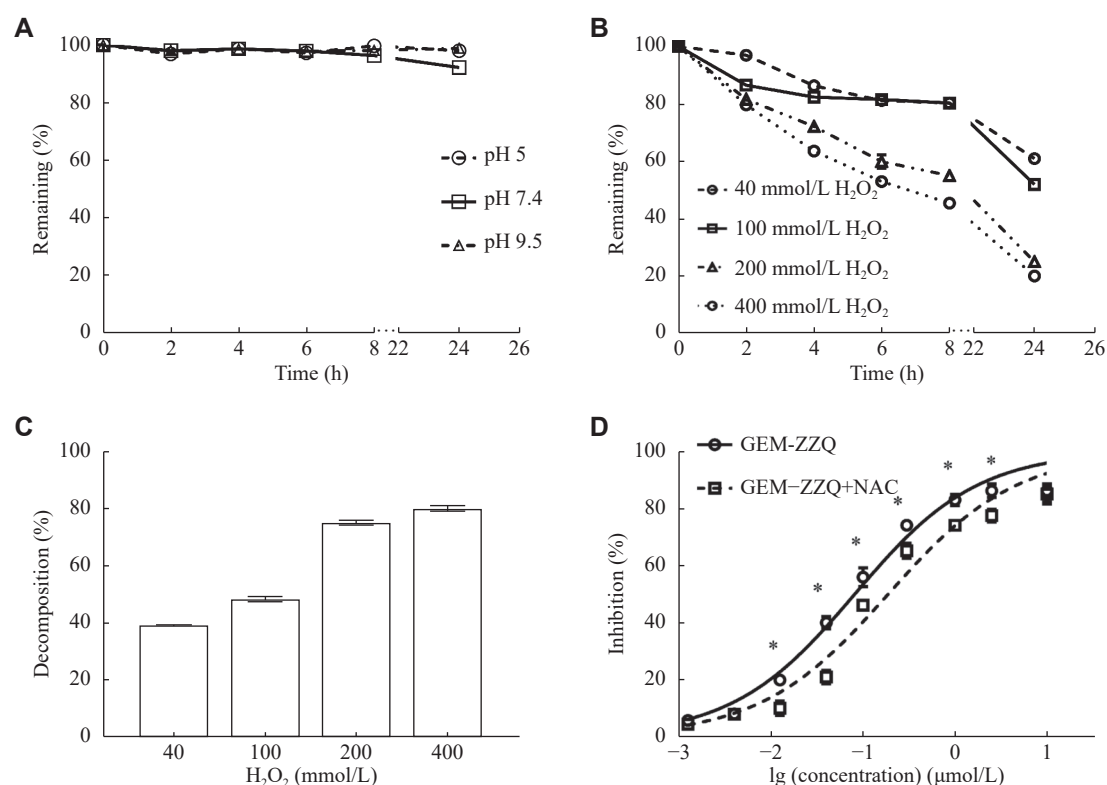 A
100
80
60
40
20
0
Remaining (%)
pH 5
pH 7.4
pH 9.5
0 2 4 6 8 22 24 26
Time (h)
B
100
80
60
40
20
0
Remaining (%)
40 mmol/L H₂O₂
100 mmol/L H₂O₂
200 mmol/L H₂O₂
400 mmol/L H₂O₂
0 2 4 6 8 22 24 26
Time (h)
C
100
80
60
40
20
0
Decomposition (%)
40 100 200 400
H₂O₂ (mmol/L)
D
100
80
60
40
20
0
Inhibition (%)
GEM-ZZQ
GEM−ZZQ+NAC
* * * * * * *
−3 −2 −1 0 1
lg (concentration) (μmol/L)